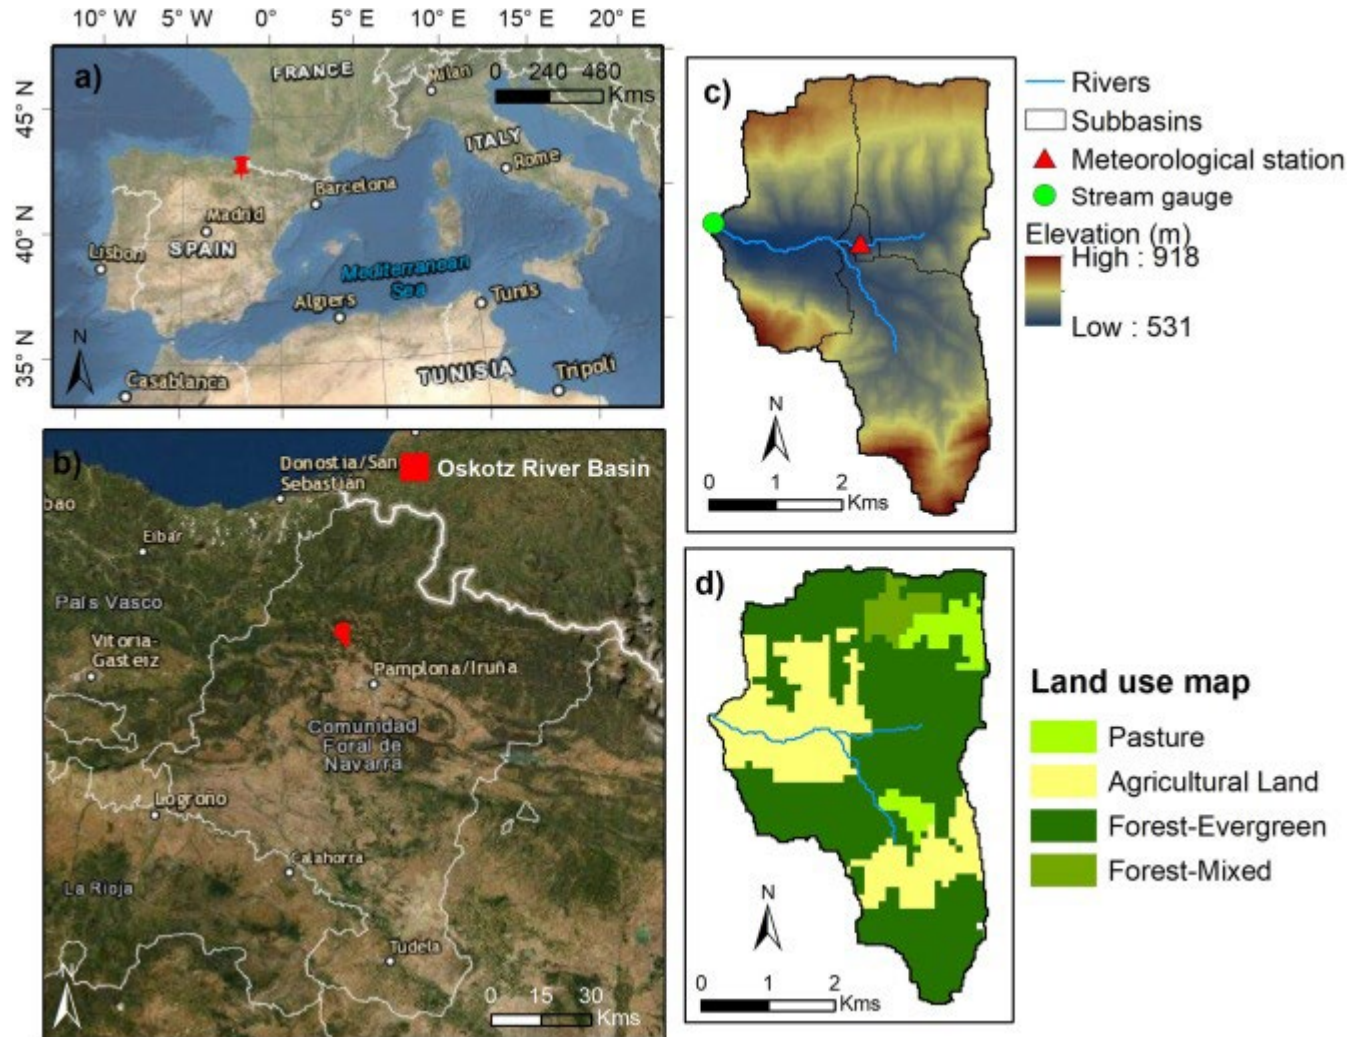 10° W 5° W 0° 5° E 10° E 15° E 20° E
45° N
40° N
35° N
a)
FRANCE
Milan
0 240 480
Kms
ITALY
Rome
Barcelona
Madrid
SPAIN
Lisbon
Mediterranean
Sea
Algiers
Tunis
N
TUNISIA
Casablanca
Tripoli
b)
Donostia/San
Sebastián
Oskotz River Basin
bao
Eibar
País Vasco
Vitoria-
Gasteiz
Pamplona/Iruña
Comunidad
Foral de
Navarra
Logroño
Calahorra
La Rioja
Tudela
N
0 15 30
Kms
c)
N
0 1 2
Kms
Rivers
Subbasins
Meteorological station
Stream gauge
Elevation (m)
High : 918
Low : 531
d)
N
0 1 2
Kms
Land use map
Pasture
Agricultural Land
Forest-Evergreen
Forest-Mixed